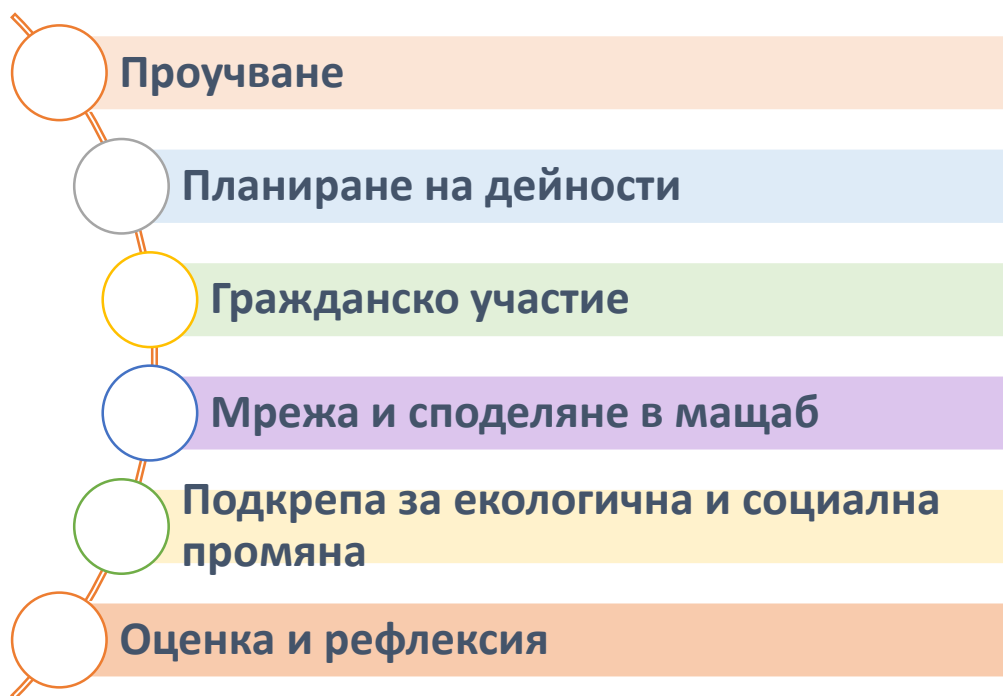 Проучване
Планиране на дейности
Гражданско участие
Мрежа и споделяне в мащаб
Подкрепа за екологична и социална
промяна
Оценка и рефлексия